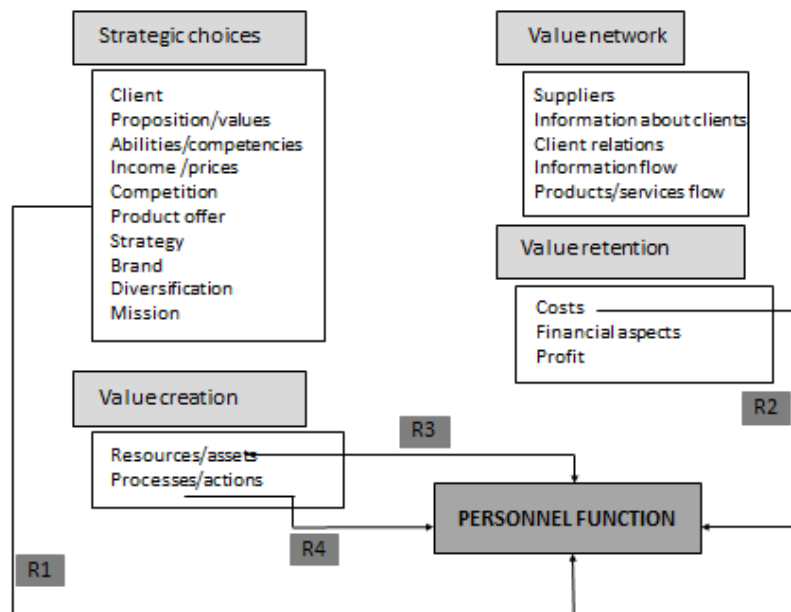 Strategic choices
Client
Proposition/values
Abilities/competencies
Income /prices
Competition
Product offer
Strategy
Brand
Diversification
Mission
Value network
Suppliers
Information about clients
Client relations
Information flow
Products/services flow
Value retention
Costs
Financial aspects
Profit
Value creation
Resources/assets
Processes/actions
R3
R2
PERSONNEL FUNCTION
R4
R1